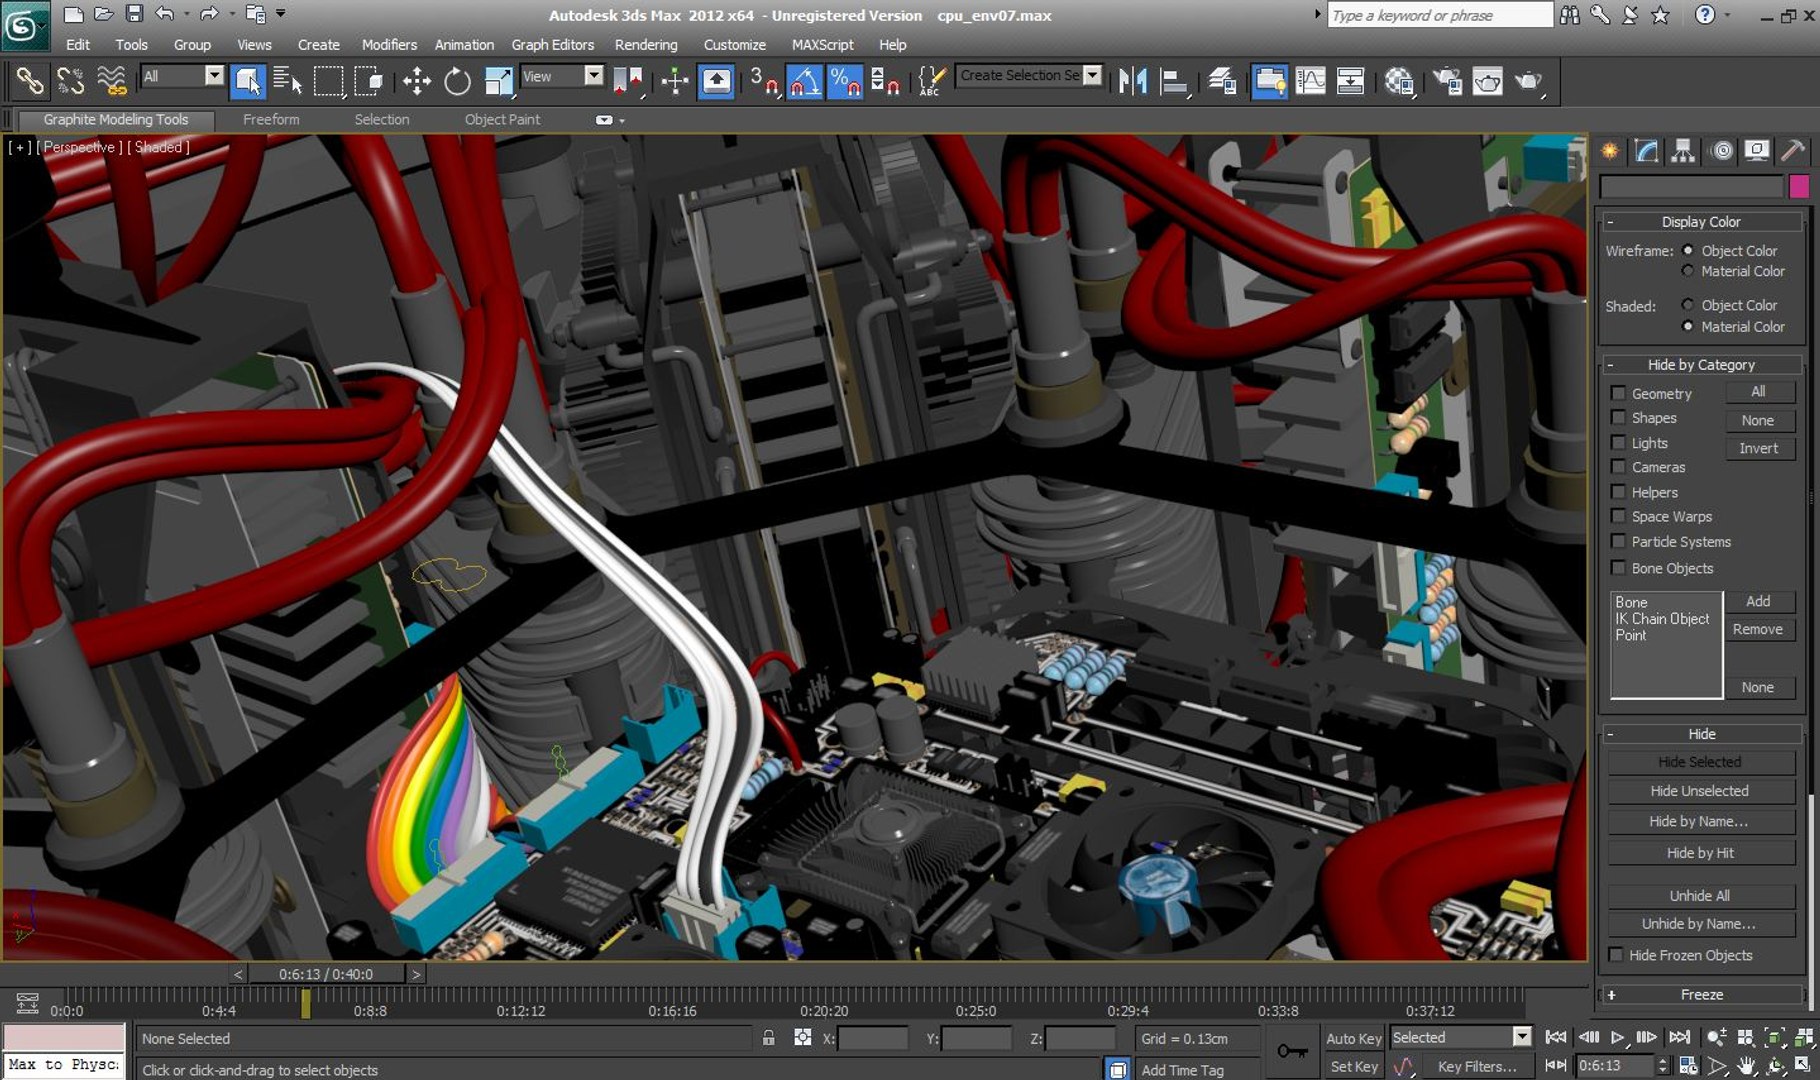 Autodesk 3ds Max 2012 x64 - Unregistered Version cpu_env07.max
Type a keyword or phrase
Edit Tools Group Views Create Modifiers Animation Graph Editors Rendering Customize MAXScript Help
All
View
3
%
ABC
Create Selection Se
Graphite Modeling Tools Freeform Selection Object Paint
[ + ] [ Perspective ] [ Shaded ]
- Display Color
Wireframe: Object Color
Material Color
Shaded: Object Color
Material Color
- Hide by Category
Geometry All
Shapes None
Lights Invert
Cameras
Helpers
Space Warps
Particle Systems
Bone Objects
Bone
IK Chain Object
Point
Add
Remove
None
- Hide
Hide Selected
Hide Unselected
Hide by Name...
Hide by Hit
Unhide All
Unhide by Name...
Hide Frozen Objects
+ Freeze
< 0:6:13 / 0:40:0 >
0:0:0 0:4:4 0:8:8 0:12:12 0:16:16 0:20:20 0:25:0 0:29:4 0:33:8 0:37:12
None Selected X: Y: Z: Grid = 0.13cm Auto Key Selected
Max to Physc:
Click or click-and-drag to select objects Add Time Tag Set Key Key Filters... 0:6:13